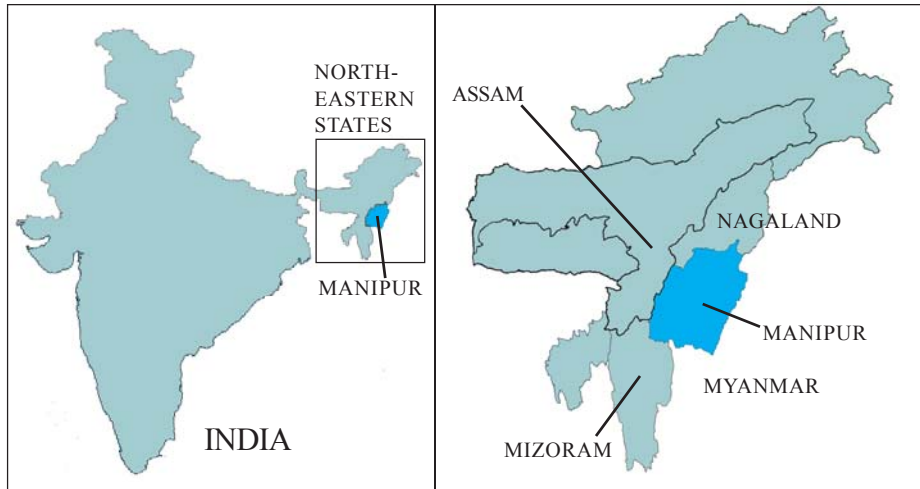 NORTH-
EASTERN
STATES
MANIPUR
INDIA
ASSAM
NAGALAND
MANIPUR
MYANMAR
MIZORAM